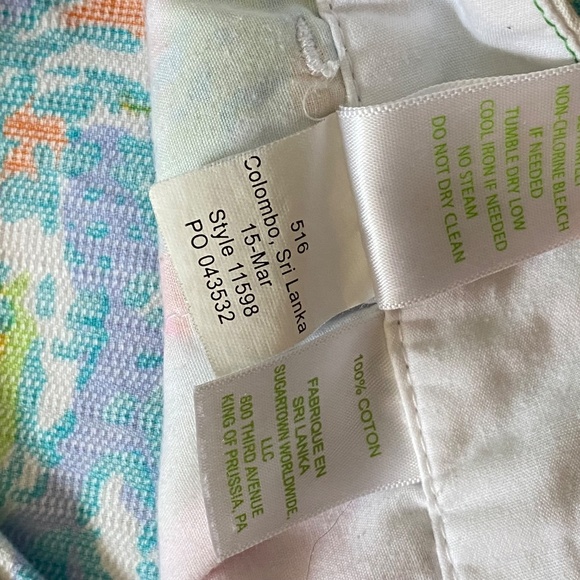 516
Colombo, Sri Lanka
15-Mar
Style 11598
PO 043532
NON-CHLORINE BLEACH
IF NEEDED
TUMBLE DRY LOW
COOL IRON IF NEEDED
NO STEAM
DO NOT DRY CLEAN
100% COTON
FABRIQUE EN
SRI LANKA
SUGARTOWN WORLDWIDE,
LLC
800 THIRD AVENUE
KING OF PRUSSIA, PA